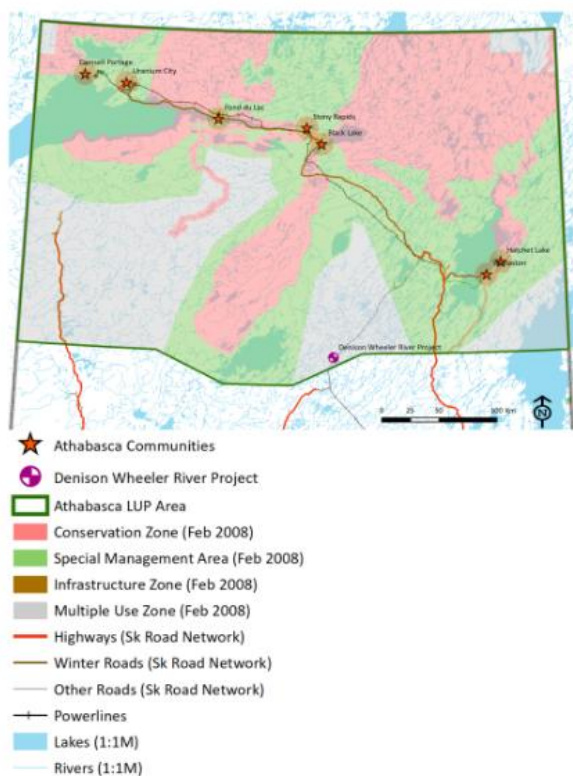 Camsell Portage
Uranium City
Fond du Lac
Stony Rapids
Black Lake
Hatchet Lake
Denison Wheeler River Project
0
50
100 km
N
Athabasca Communities
Denison Wheeler River Project
Athabasca LUP Area
Conservation Zone (Feb 2008)
Special Management Area (Feb 2008)
Infrastructure Zone (Feb 2008)
Multiple Use Zone (Feb 2008)
Highways (Sk Road Network)
Winter Roads (Sk Road Network)
Other Roads (Sk Road Network)
Powerlines
Lakes (1:1M)
Rivers (1:1M)